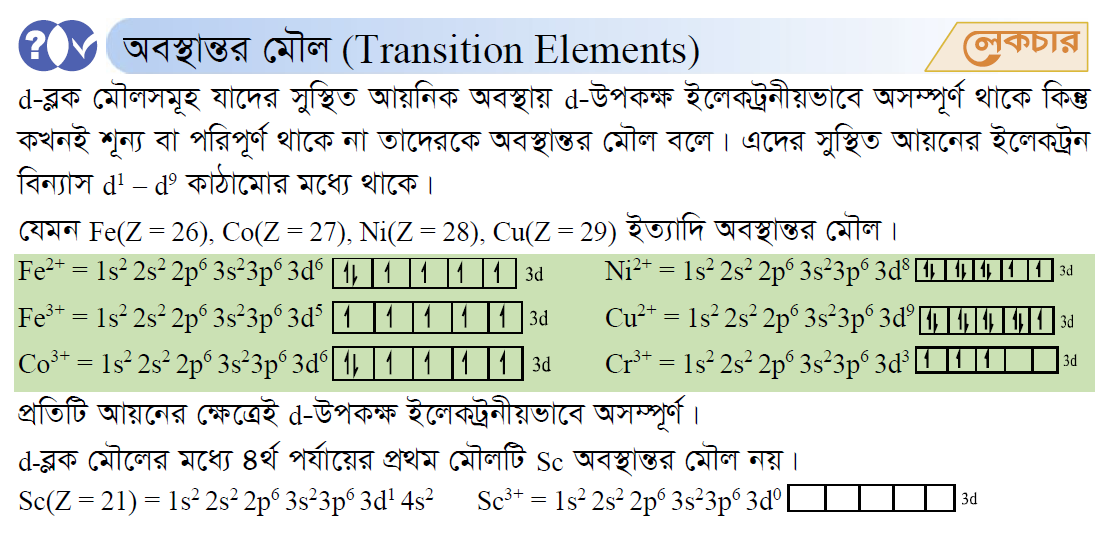 অবস্থান্তর মৌল (Transition Elements)
লেকচার
d-ব্লক মৌলসমূহ যাদের সুস্থিত আয়নিক অবস্থায় d-উপকক্ষ ইলেকট্রনীয়ভাবে অসম্পূর্ণ থাকে কিন্তু
কখনই শূন্য বা পরিপূর্ণ থাকে না তাদেরকে অবস্থান্তর মৌল বলে। এদের সুস্থিত আয়নের ইলেকট্রন
বিন্যাস d¹ – d⁹ কাঠামোর মধ্যে থাকে।
যেমন Fe(Z = 26), Co(Z = 27), Ni(Z = 28), Cu(Z = 29) ইত্যাদি অবস্থান্তর মৌল।
Fe²⁺ = 1s² 2s² 2p⁶ 3s²3p⁶ 3d⁶ ⥮ ↿ ↿ ↿ ↿ 3d Ni²⁺ = 1s² 2s² 2p⁶ 3s²3p⁶ 3d⁸ ⥮ ⥮ ⥮ ↿ ↿ 3d
Fe³⁺ = 1s² 2s² 2p⁶ 3s²3p⁶ 3d⁵ ↿ ↿ ↿ ↿ ↿ 3d Cu²⁺ = 1s² 2s² 2p⁶ 3s²3p⁶ 3d⁹ ⥮ ⥮ ⥮ ⥮ ↿ 3d
Co³⁺ = 1s² 2s² 2p⁶ 3s²3p⁶ 3d⁶ ⥮ ↿ ↿ ↿ ↿ 3d Cr³⁺ = 1s² 2s² 2p⁶ 3s²3p⁶ 3d³ ↿ ↿ ↿ 3d
প্রতিটি আয়নের ক্ষেত্রেই d-উপকক্ষ ইলেকট্রনীয়ভাবে অসম্পূর্ণ।
d-ব্লক মৌলের মধ্যে ৪র্থ পর্যায়ের প্রথম মৌলটি Sc অবস্থান্তর মৌল নয়।
Sc(Z = 21) = 1s² 2s² 2p⁶ 3s²3p⁶ 3d¹ 4s² Sc³⁺ = 1s² 2s² 2p⁶ 3s²3p⁶ 3d⁰ 3d